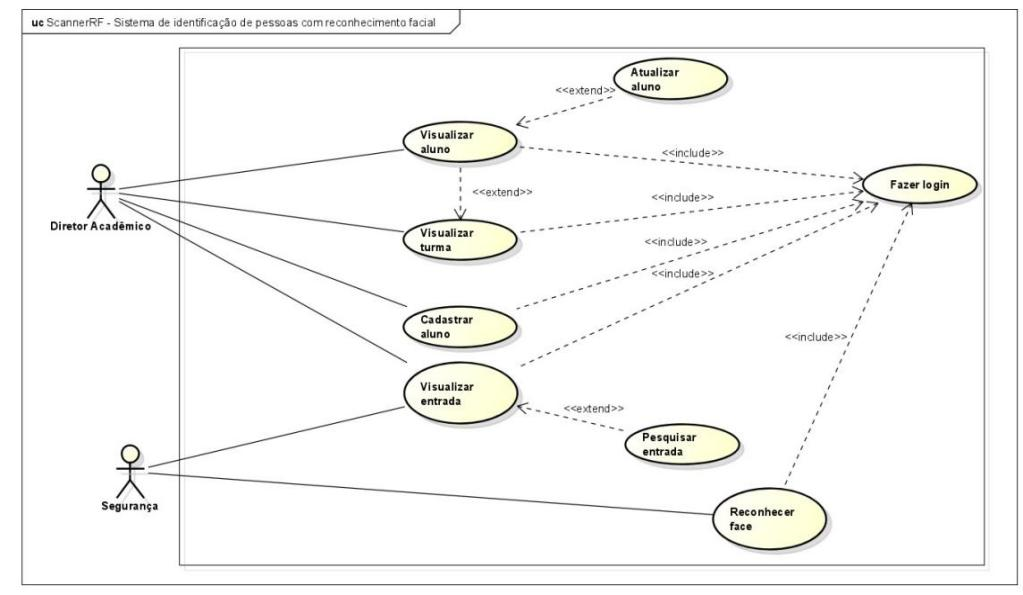 uc ScannerRF - Sistema de identificação de pessoas com reconhecimento facial
Atualizar
aluno
<<extend>>
Visualizar
aluno
<<include>>
Fazer login
<<extend>>
<<include>>
Diretor Acadêmico
Visualizar
turma
<<include>>
<<include>>
Cadastrar
aluno
<<include>>
Visualizar
entrada
<<extend>>
Pesquisar
entrada
Segurança
Reconhecer
face